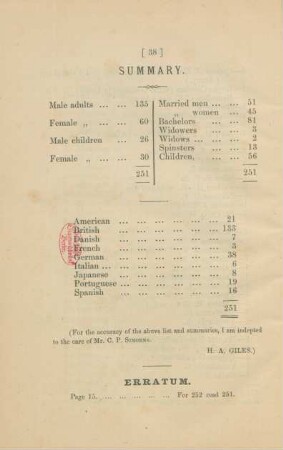 [ 38 ]
SUMMARY.
Male adults ... ... 135
Female „ ... ... 60
Male children ... 26
Female „ ... ... 30
251
Married men ... ... 51
„ women ... ... 45
Bachelors ... ... 81
Widowers ... ... 3
Widows ... ... ... 2
Spinsters ... ... 13
Children, ... ... 56
251
American ... ... ... ... ... ... ... 21
British ... ... ... ... ... ... ... 133
Danish ... ... ... ... ... ... ... 7
French ... ... ... ... ... ... ... 3
German ... ... ... ... ... ... ... 38
Italian ... ... ... ... ... ... ... 6
Japanese ... ... ... ... ... ... ... 8
Portuguese ... ... ... ... ... ... ... 19
Spanish ... ... ... ... ... ... ... 16
251
(For the accuracy of the above list and summaries, I am indepted
to the care of Mr. C. P.
H. A. GILES.)
ERRATUM.
Page 15. ... ... ... ... ... For 252 read 251.